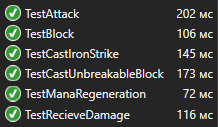 TestAttack 202 мс
TestBlock 106 мс
TestCastIronStrike 145 мс
TestCastUnbreakableBlock 173 мс
TestManaRegeneration 72 мс
TestRecieveDamage 116 мс